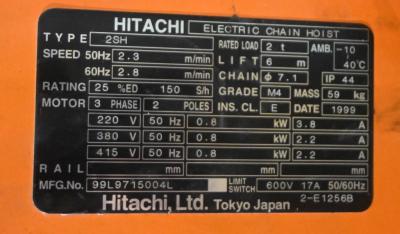 HITACHI ELECTRIC CHAIN HOIST
TYPE 2SH RATED LOAD 2 t AMB. -10
SPEED 50Hz 2.3 m/min LIFT 6 m 40℃
60Hz 2.8 m/min CHAIN φ7.1 IP 44
RATING 25 %ED 150 S/h GRADE M4 MASS 59 kg
MOTOR 3 PHASE 2 POLES INS. CL. E DATE 1999
220 V 50 Hz 0.8 kW 3.8 A
380 V 50 Hz 0.8 kW 2.2 A
415 V 50 Hz 0.8 kW 2.2 A
RAIL mm mm mm
MFG.No. 99L9715004L LIMIT SWITCH 600V 17A 50/60Hz
Hitachi, Ltd. Tokyo Japan 2-E1256B